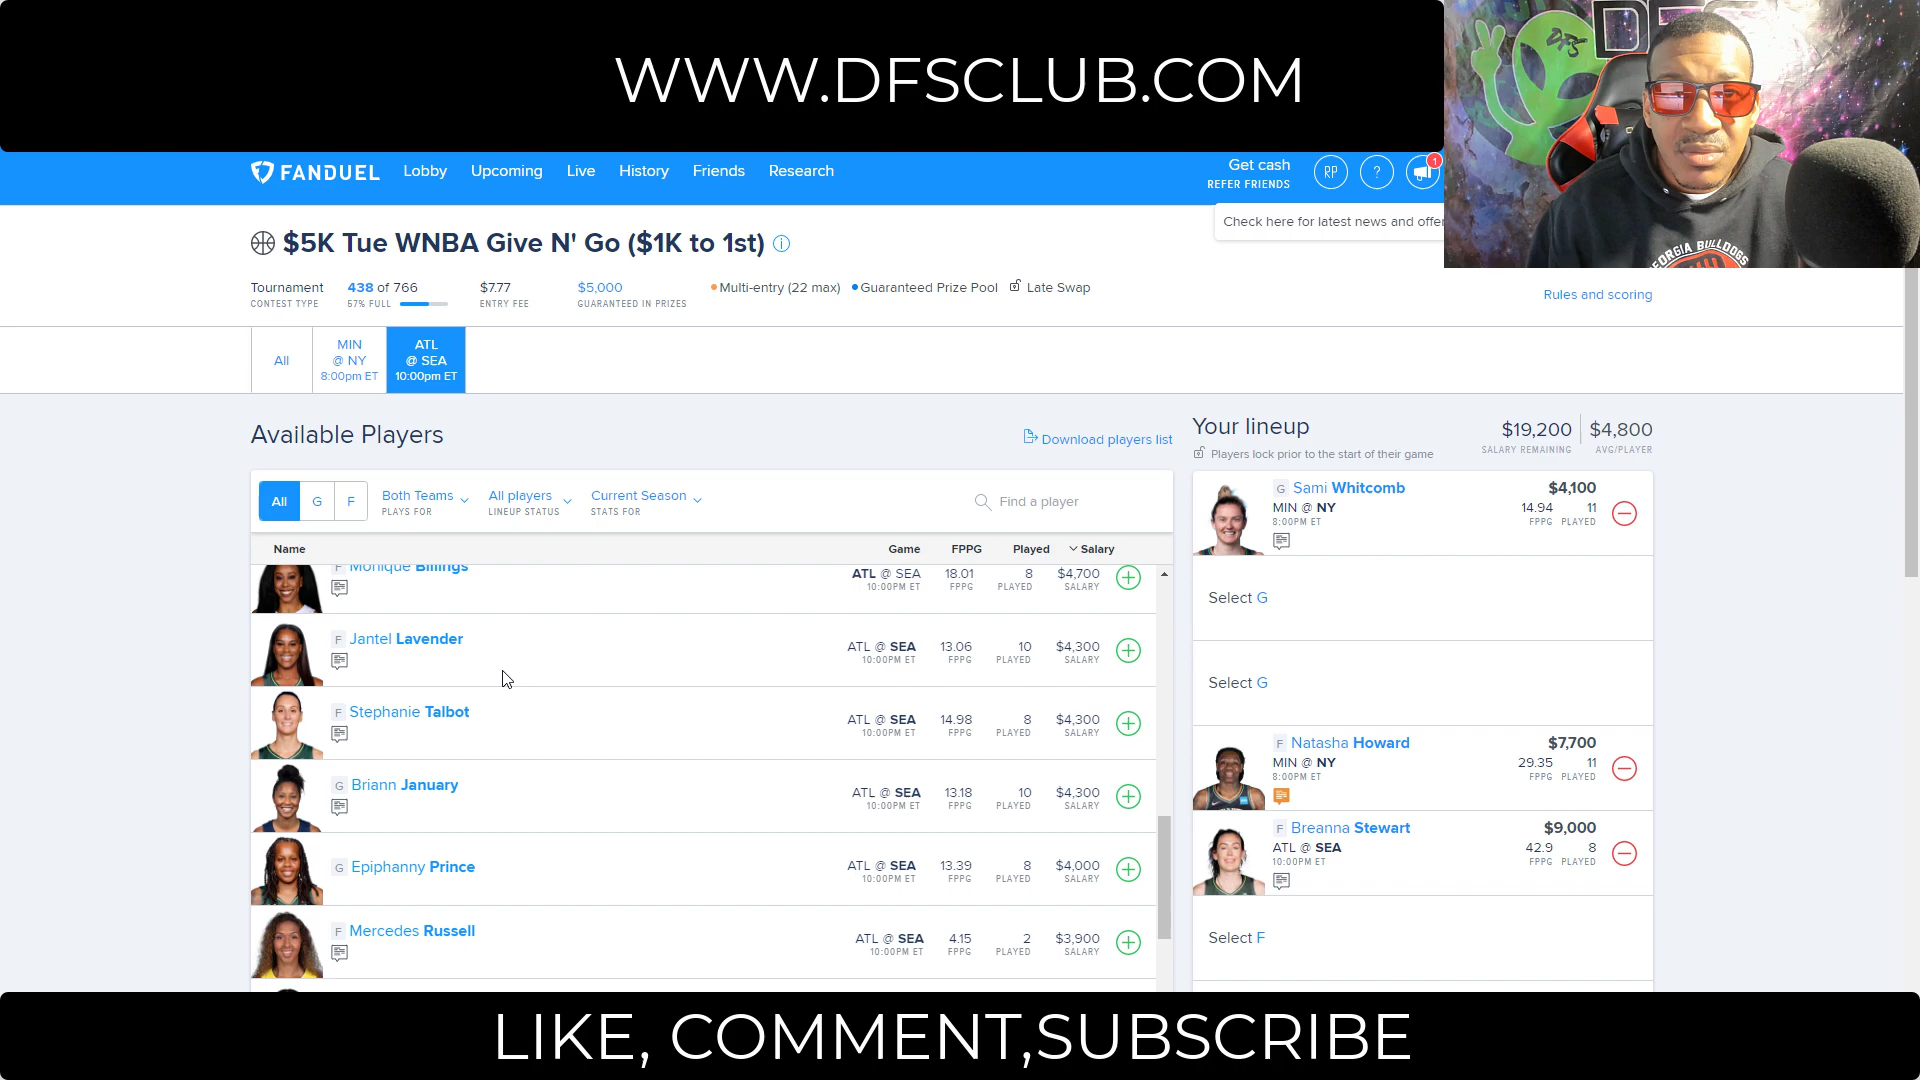 WWW.DFSCLUB.COM
DFS
FANDUEL
Lobby
Upcoming
Live
History
Friends
Research
Get cash
REFER FRIENDS
RP
?
1
Check here for latest news and offer
GEORGIA BULLDOGS
$5K Tue WNBA Give N' Go ($1K to 1st)
Tournament
CONTEST TYPE
438 of 766
57% FULL
$7.77
ENTRY FEE
$5,000
GUARANTEED IN PRIZES
Multi-entry (22 max)
Guaranteed Prize Pool
Late Swap
Rules and scoring
All
MIN
@ NY
8:00pm ET
ATL
@ SEA
10:00pm ET
Available Players
Download players list
All
G
F
Both Teams
PLAYS FOR
All players
LINEUP STATUS
Current Season
STATS FOR
Find a player
Name
Game
FPPG
Played
Salary
F Monique Billings
ATL @ SEA 18.01 8 $4,700
10:00PM ET FPPG PLAYED SALARY
F Jantel Lavender
ATL @ SEA 13.06 10 $4,300
10:00PM ET FPPG PLAYED SALARY
F Stephanie Talbot
ATL @ SEA 14.98 8 $4,300
10:00PM ET FPPG PLAYED SALARY
G Briann January
ATL @ SEA 13.18 10 $4,300
10:00PM ET FPPG PLAYED SALARY
G Epiphanny Prince
ATL @ SEA 13.39 8 $4,000
10:00PM ET FPPG PLAYED SALARY
F Mercedes Russell
ATL @ SEA 4.15 2 $3,900
10:00PM ET FPPG PLAYED SALARY
Your lineup
Players lock prior to the start of their game
$19,200
SALARY REMAINING
$4,800
AVG/PLAYER
G Sami Whitcomb $4,100
MIN @ NY 14.94 11
8:00PM ET FPPG PLAYED
Select G
Select G
F Natasha Howard $7,700
MIN @ NY 29.35 11
8:00PM ET FPPG PLAYED
F Breanna Stewart $9,000
ATL @ SEA 42.9 8
10:00PM ET FPPG PLAYED
Select F
LIKE, COMMENT,SUBSCRIBE